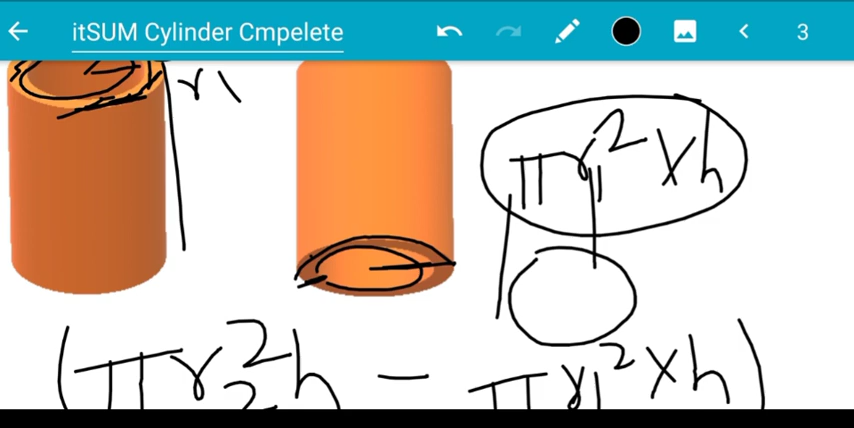 itSUM Cylinder Cmpelete
3
r1
πr1² × h
(πr2²h - πr1² × h)